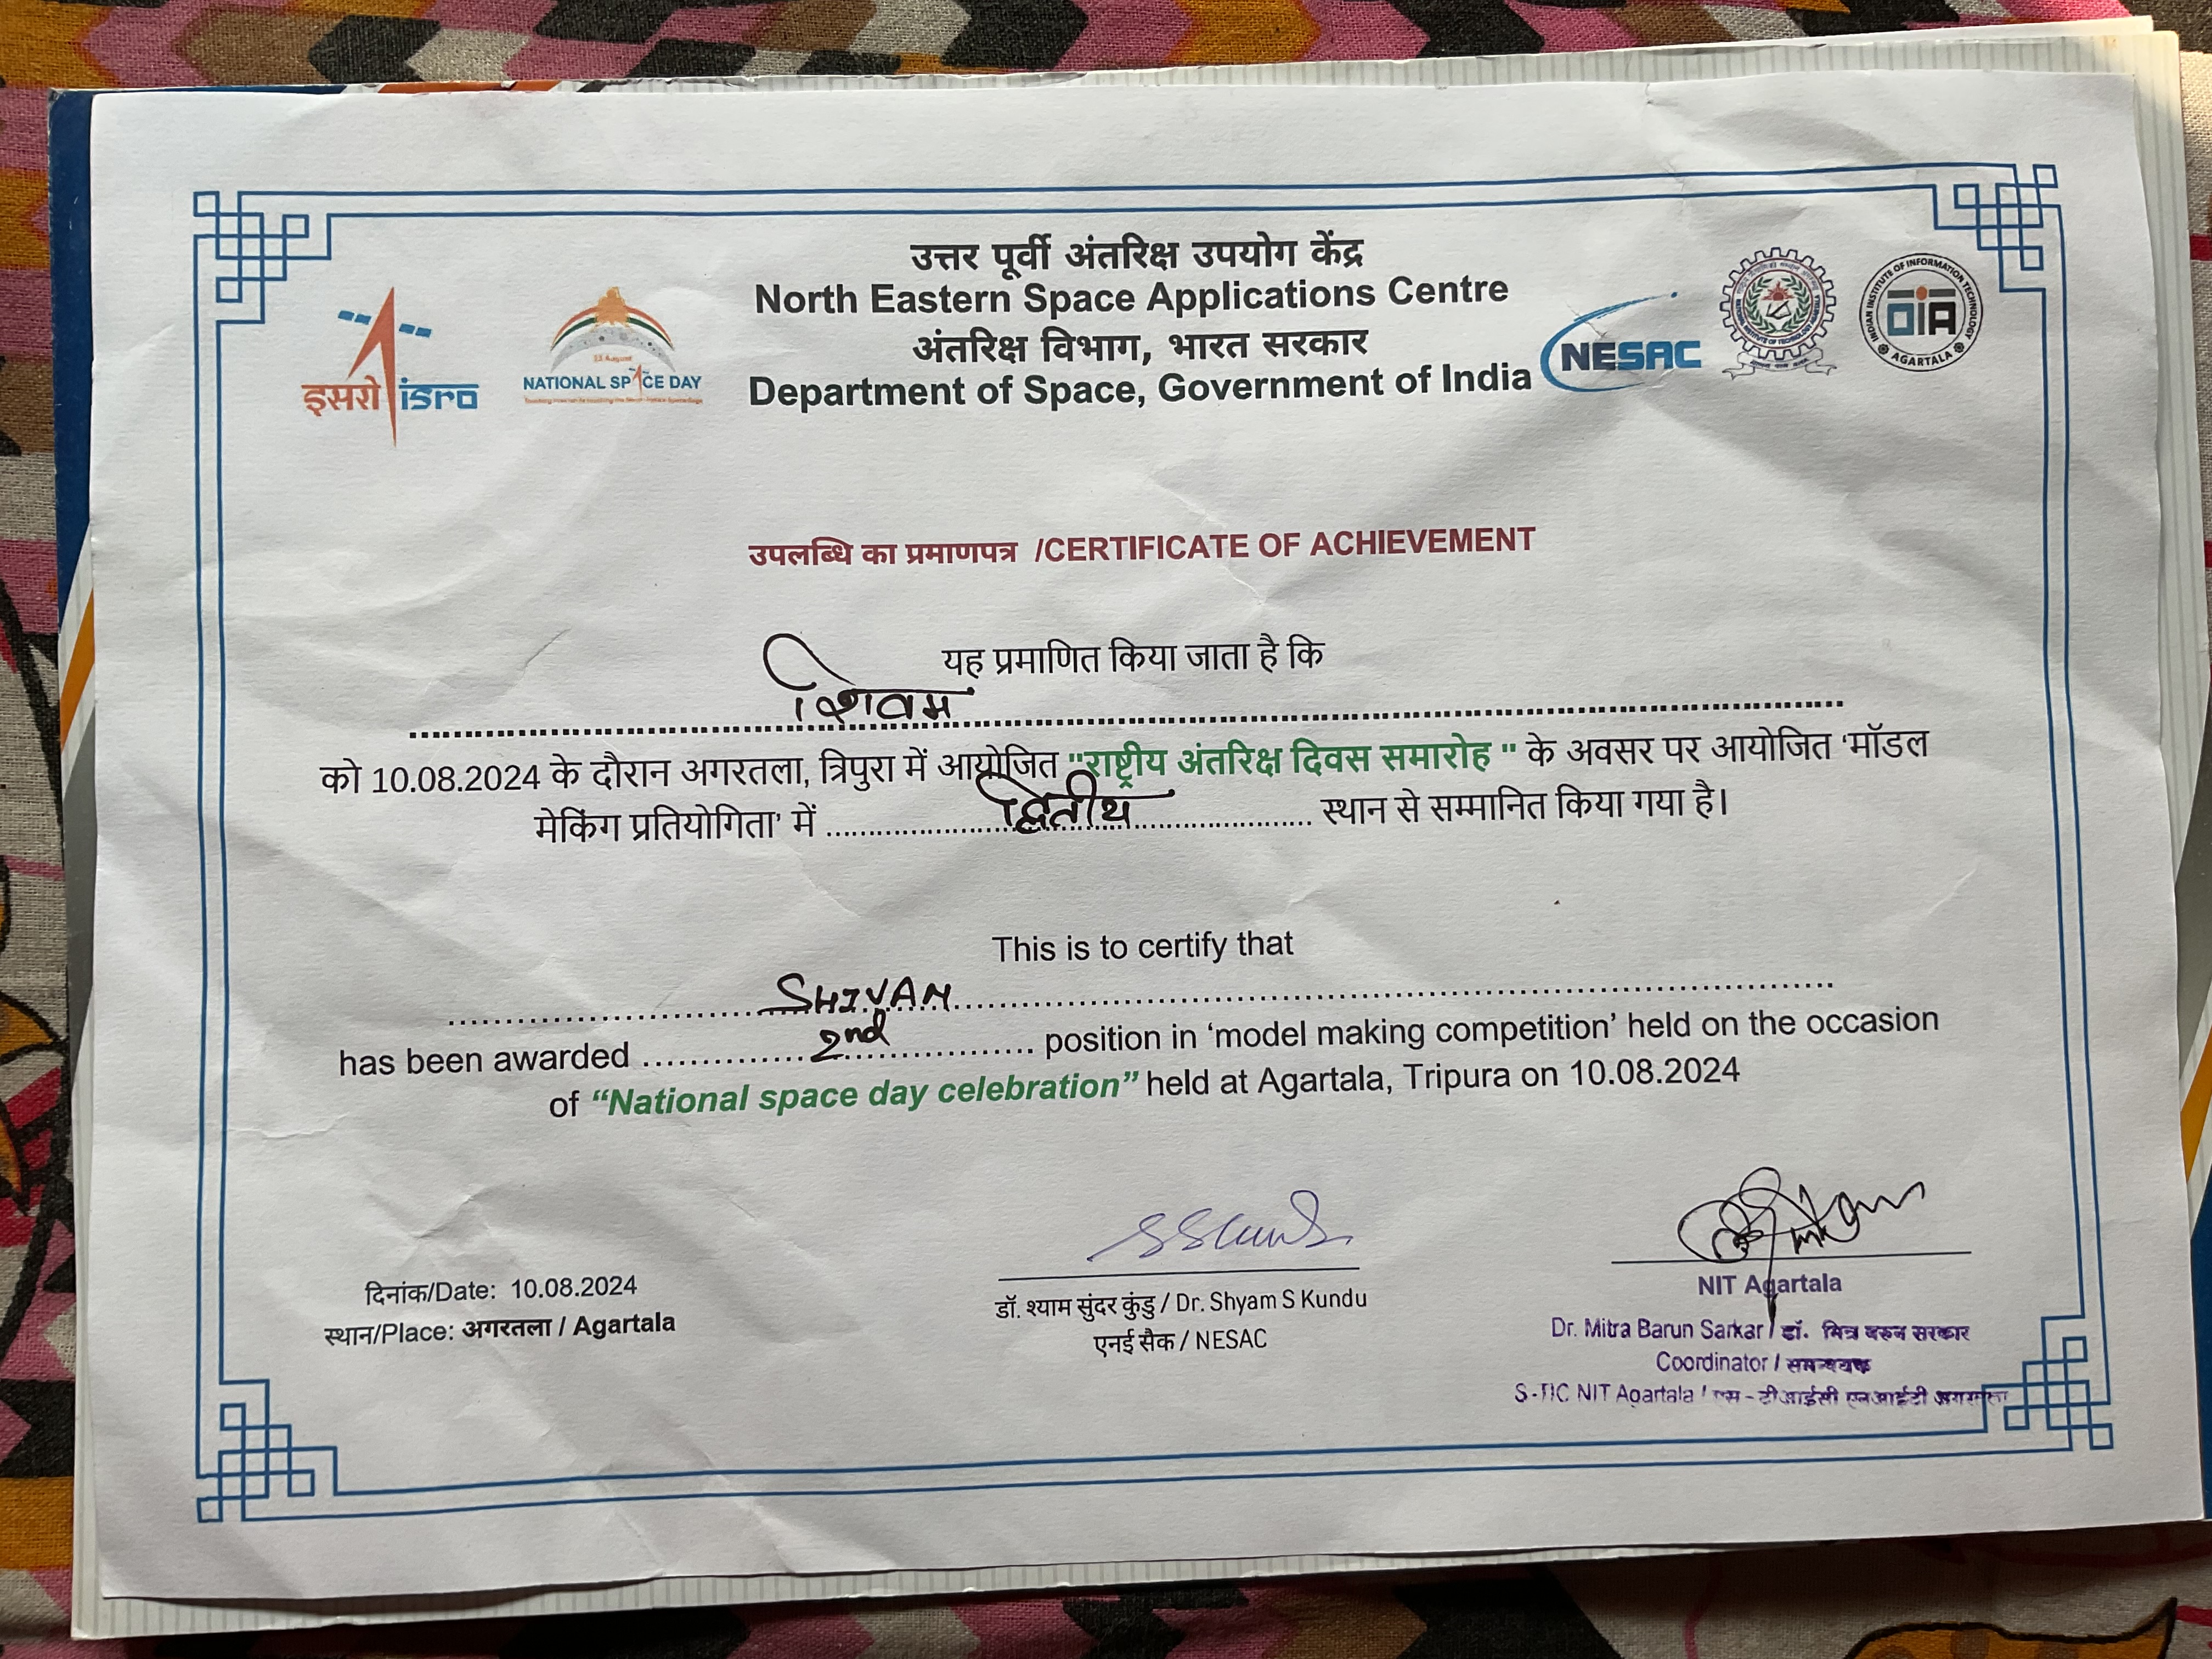 उत्तर पूर्वी अंतरिक्ष उपयोग केंद्र
North Eastern Space Applications Centre
अंतरिक्ष विभाग, भारत सरकार
Department of Space, Government of India
इसरो isro
23 August
NATIONAL SPACE DAY
NESAC
INDIAN INSTITUTE OF INFORMATION TECHNOLOGY
AGARTALA
उपलब्धि का प्रमाणपत्र /CERTIFICATE OF ACHIEVEMENT
यह प्रमाणित किया जाता है कि
शिवम
को 10.08.2024 के दौरान अगरतला, त्रिपुरा में आयोजित "राष्ट्रीय अंतरिक्ष दिवस समारोह " के अवसर पर आयोजित ‘मॉडल
मेकिंग प्रतियोगिता’ में द्वितीय स्थान से सम्मानित किया गया है।
This is to certify that
SHIVAM
has been awarded 2nd position in ‘model making competition’ held on the occasion
of “National space day celebration” held at Agartala, Tripura on 10.08.2024
दिनांक/Date: 10.08.2024
स्थान/Place: अगरतला / Agartala
डॉ. श्याम सुंदर कुंडु / Dr. Shyam S Kundu
एनई सैक / NESAC
NIT Agartala
Dr. Mitra Barun Sarkar / डॉ. मित्र बरुन सरकार
Coordinator / समन्वयक
S-TIC NIT Agartala / एस - टीआईसी एनआईटी अगरतला